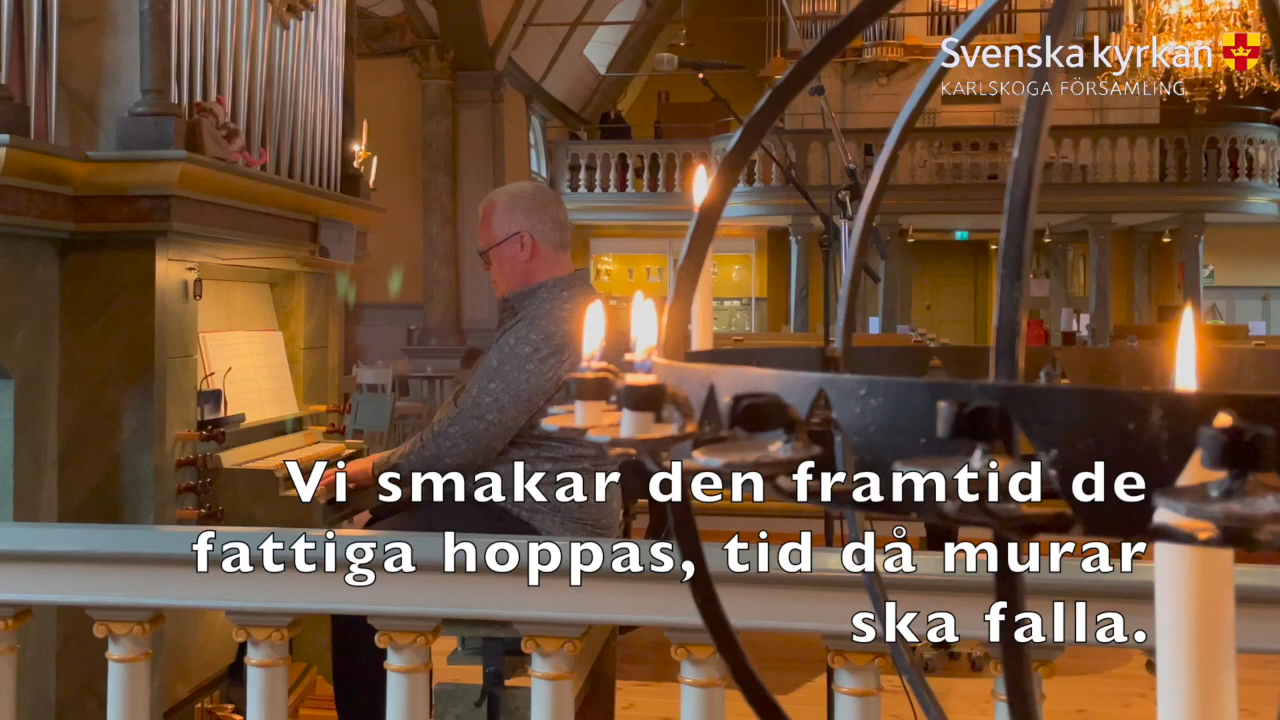 Svenska kyrkan
KARLSKOGA FÖRSAMLING
Vi smakar den framtid de
fattiga hoppas, tid då murar
ska falla.